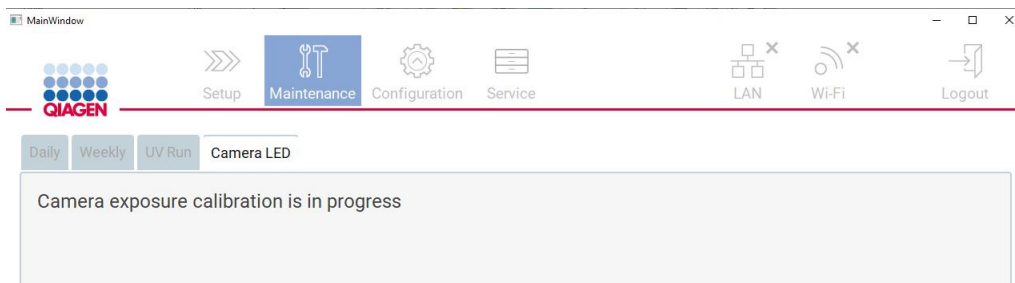 MainWindow
Setup Maintenance Configuration Service LAN Wi-Fi Logout
QIAGEN
Daily Weekly UV Run Camera LED
Camera exposure calibration is in progress